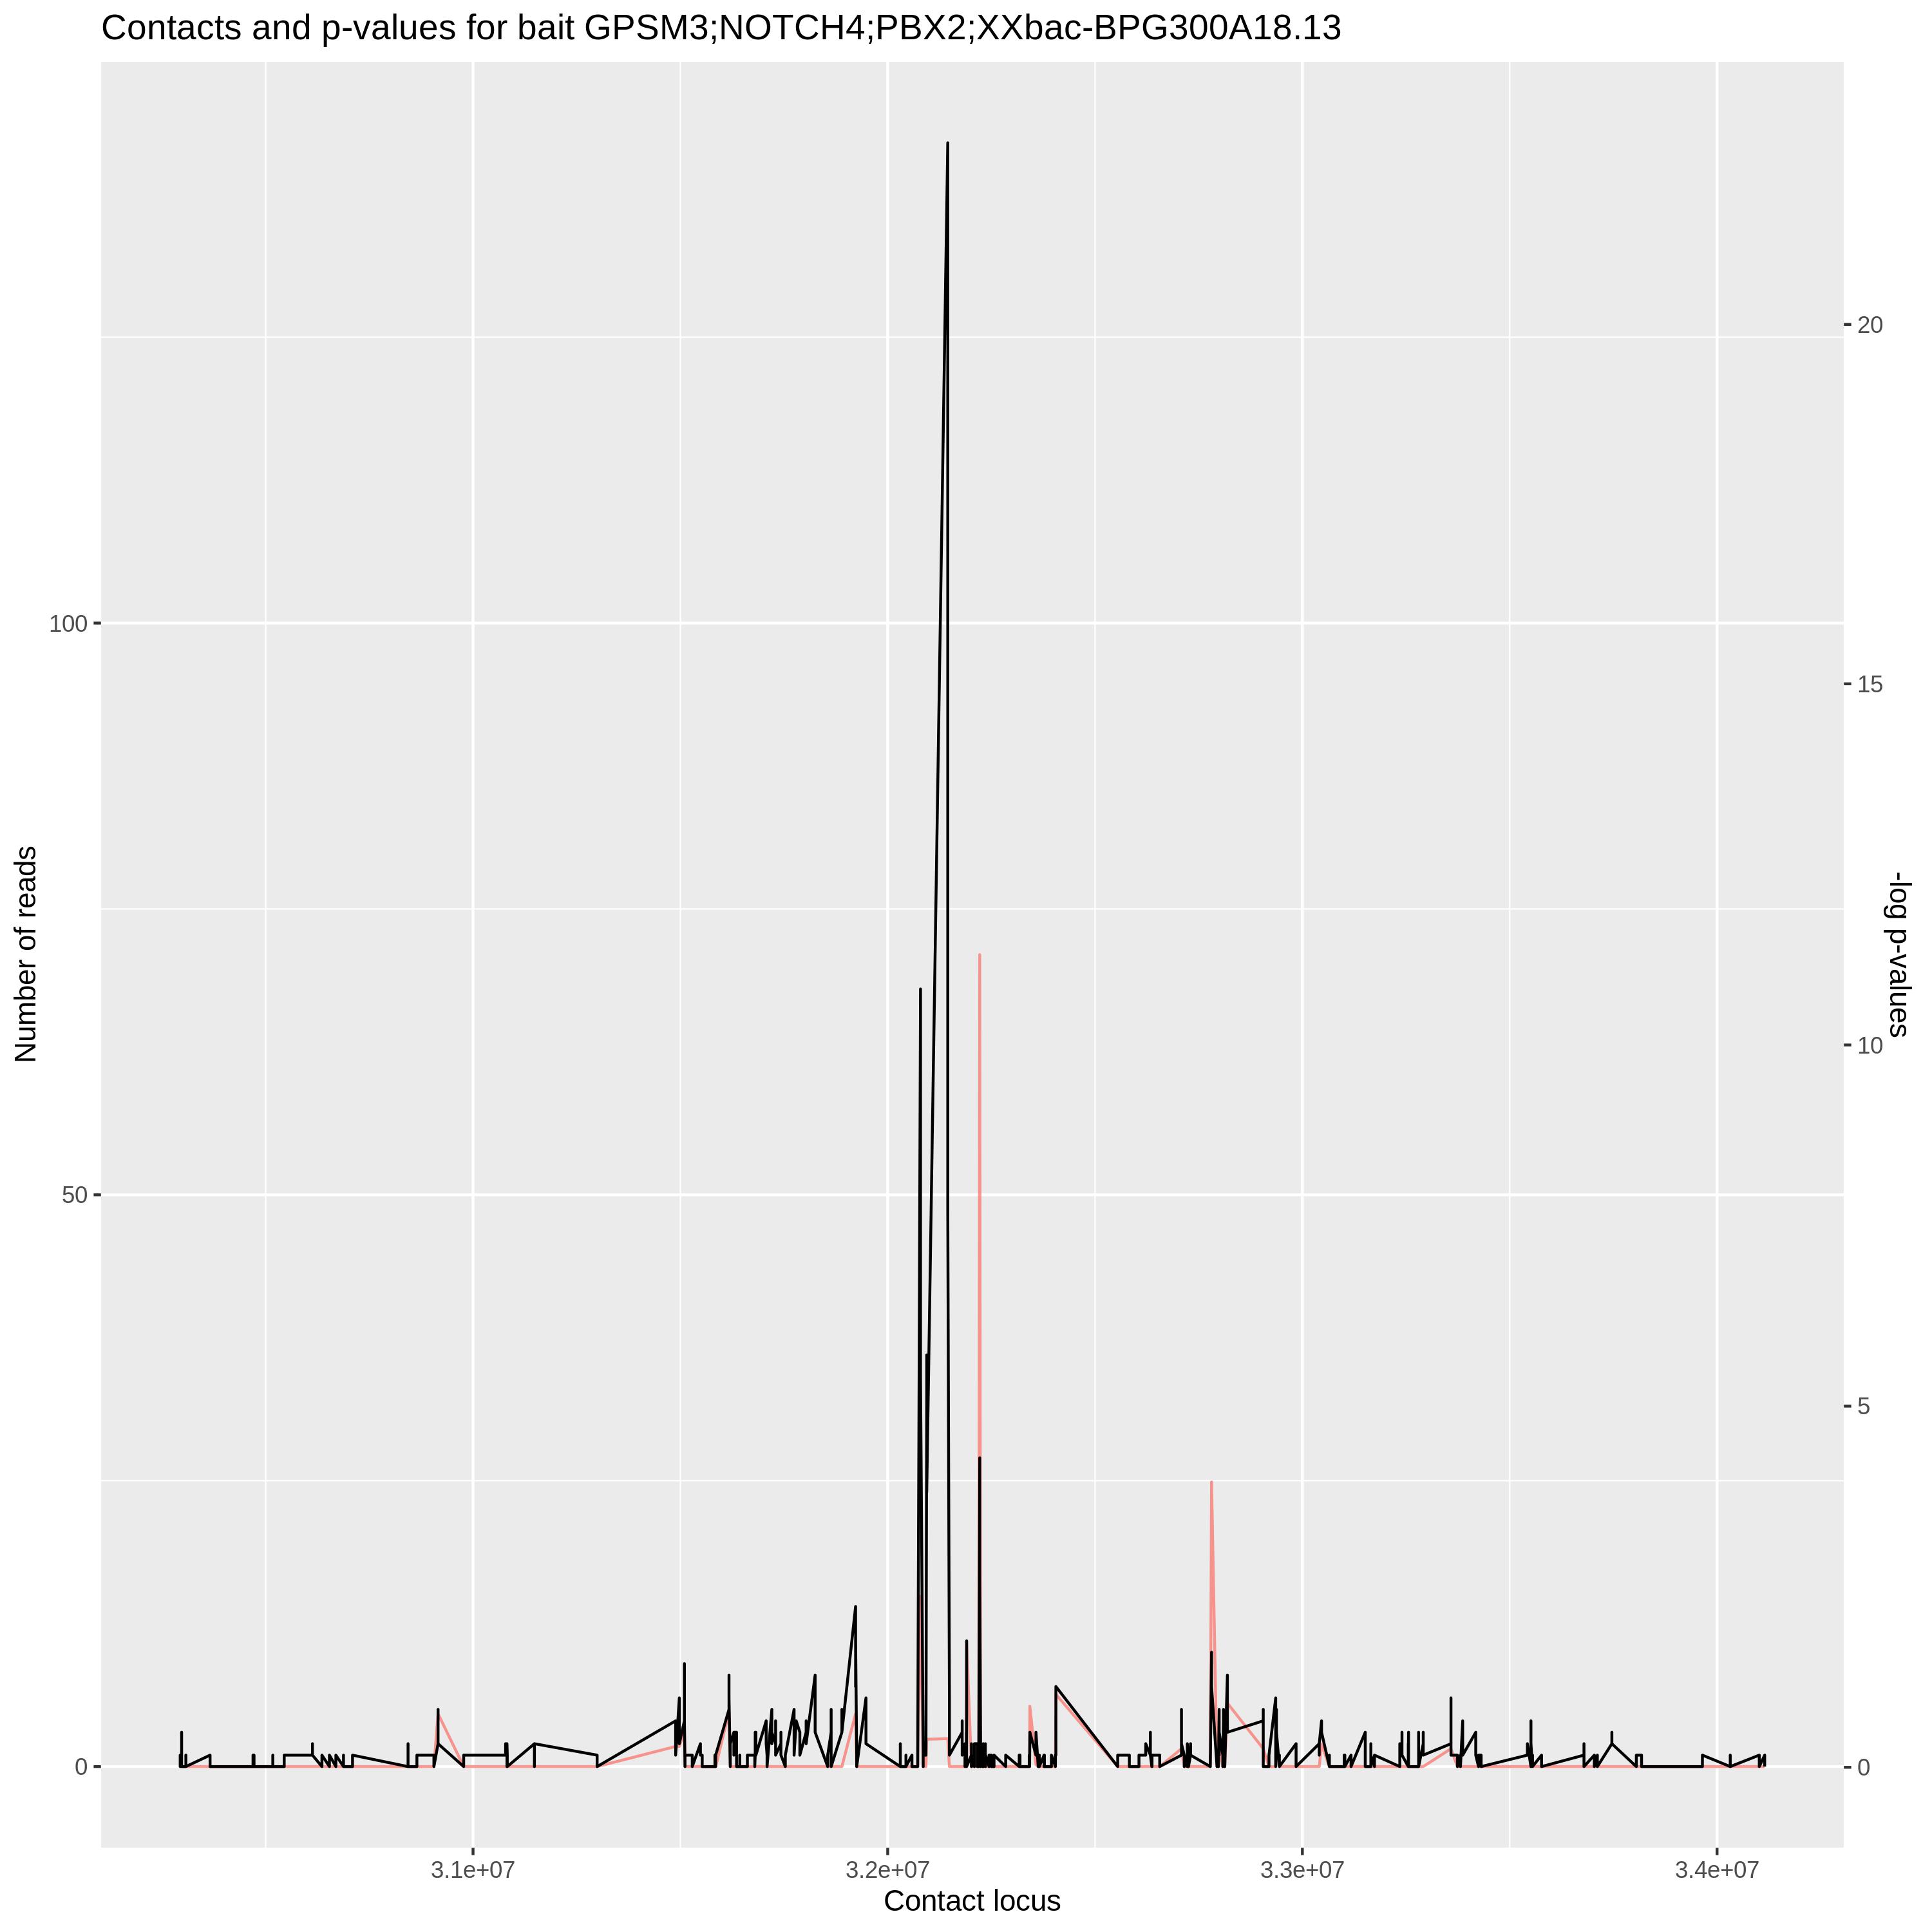 Contacts and p-values for bait GPSM3;NOTCH4;PBX2;XXbac-BPG300A18.13
Number of reads
100
50
0
20
15
10
5
0
-log p-values
3.1e+07
3.2e+07
3.3e+07
3.4e+07
Contact locus